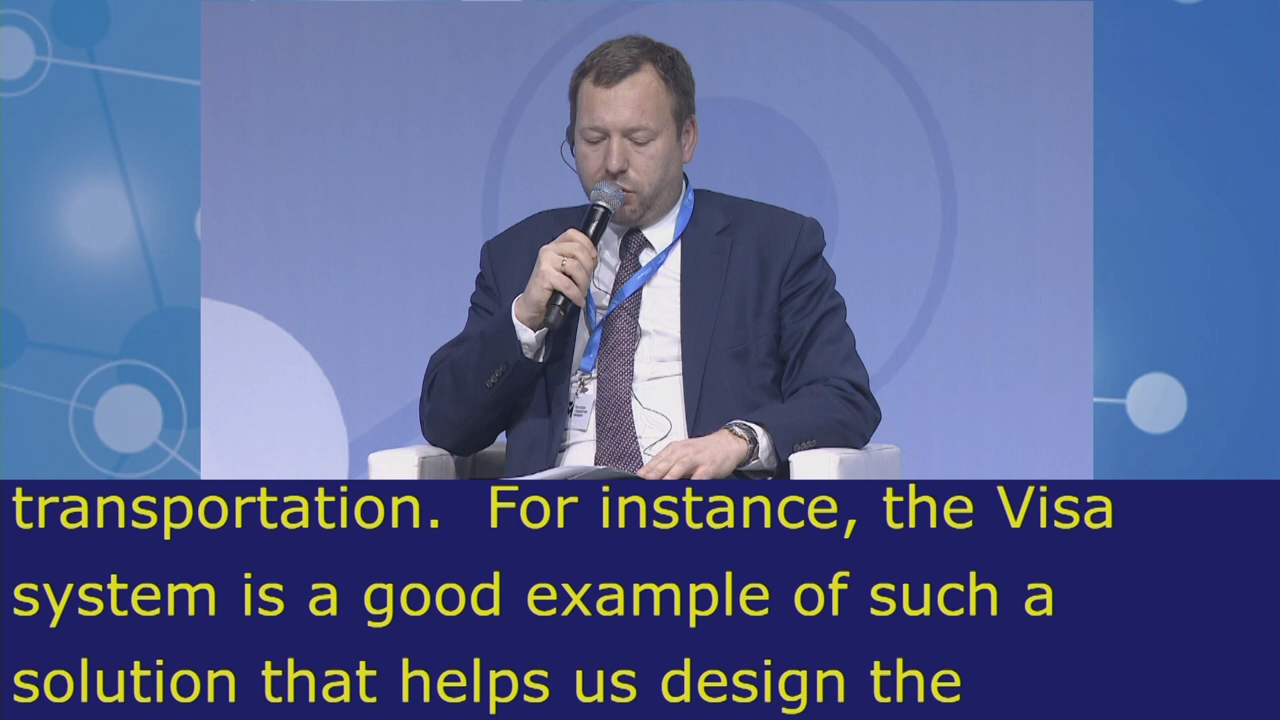 transportation.  For instance, the Visa
system is a good example of such a
solution that helps us design the